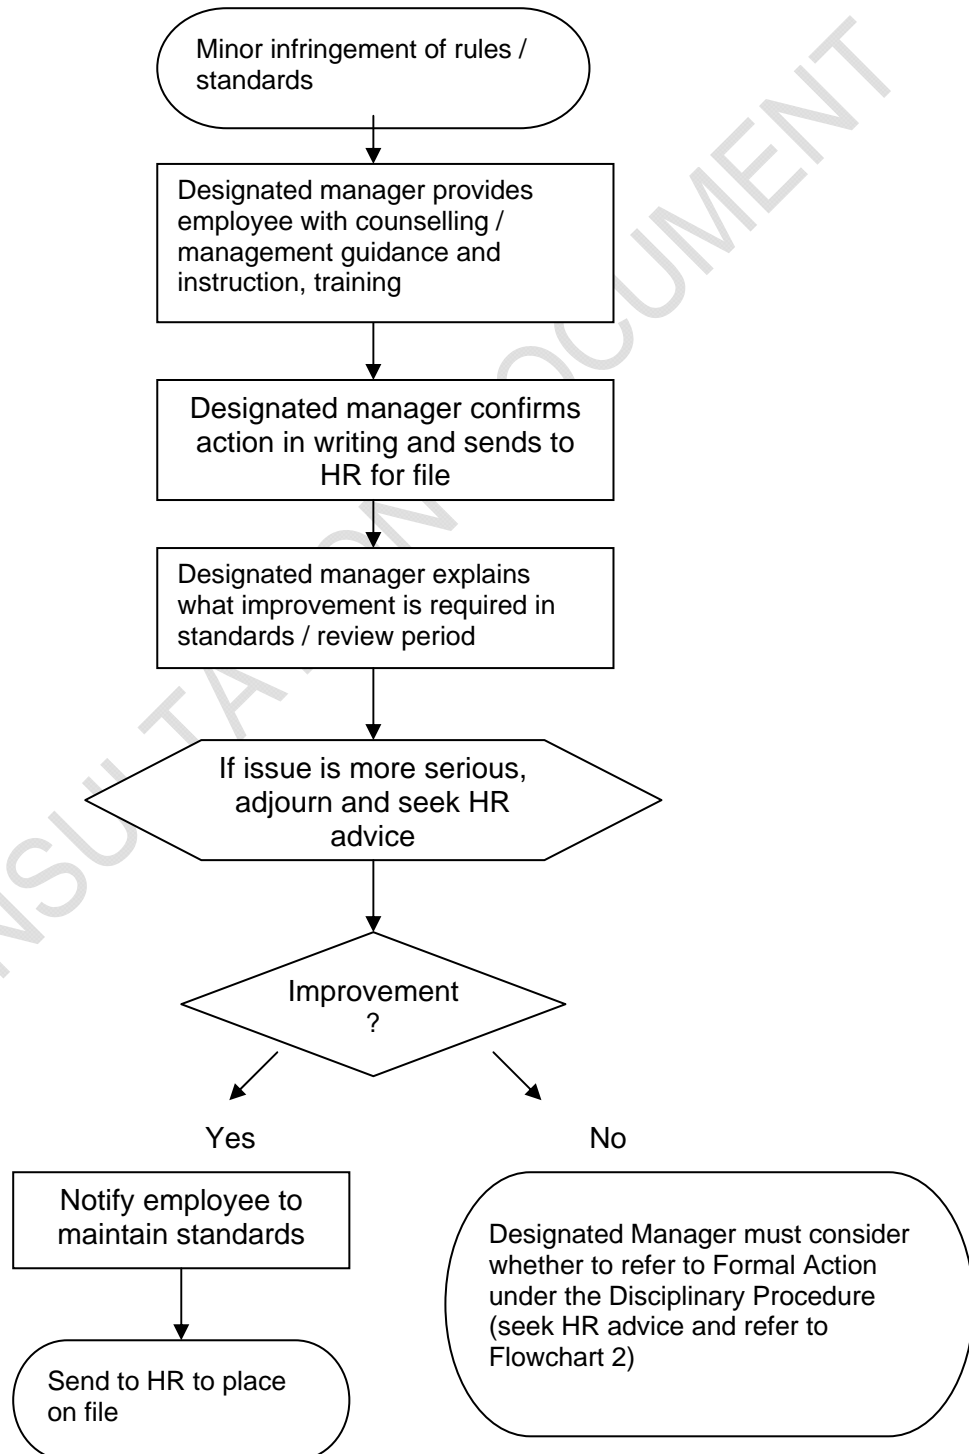 Minor infringement of rules /
standards
Designated manager provides
employee with counselling /
management guidance and
instruction, training
Designated manager confirms
action in writing and sends to
HR for file
Designated manager explains
what improvement is required in
standards / review period
If issue is more serious,
adjourn and seek HR
advice
Improvement
?
Yes
No
Notify employee to
maintain standards
Designated Manager must consider
whether to refer to Formal Action
under the Disciplinary Procedure
(seek HR advice and refer to
Flowchart 2)
Send to HR to place
on file